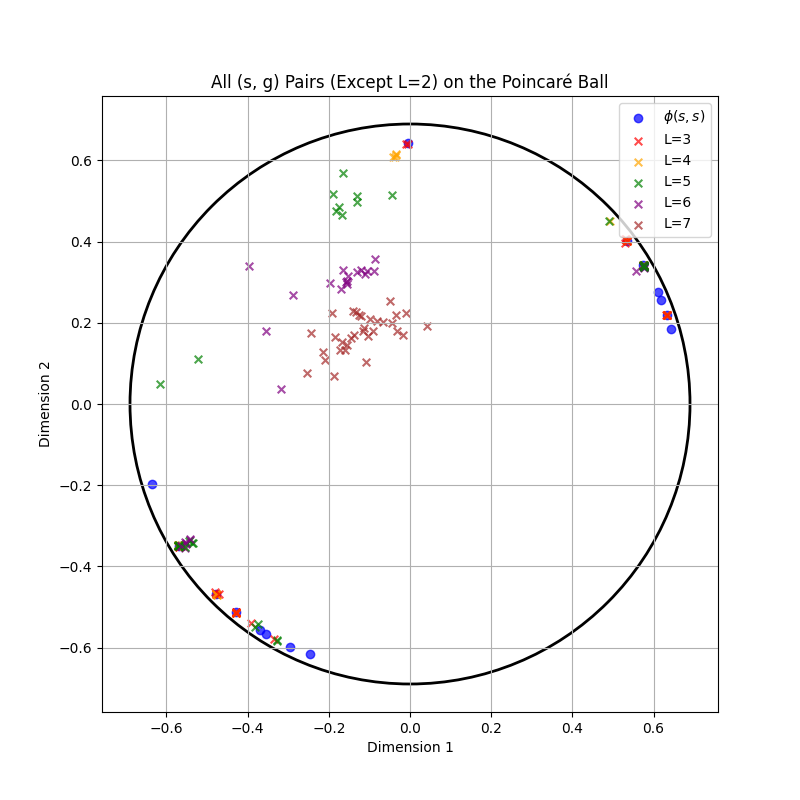 All (s, g) Pairs (Except L=2) on the Poincaré Ball
ϕ(s, s)
L=3
L=4
L=5
L=6
L=7
0.6
0.4
0.2
0.0
−0.2
−0.4
−0.6
Dimension 2
−0.6 −0.4 −0.2 0.0 0.2 0.4 0.6
Dimension 1